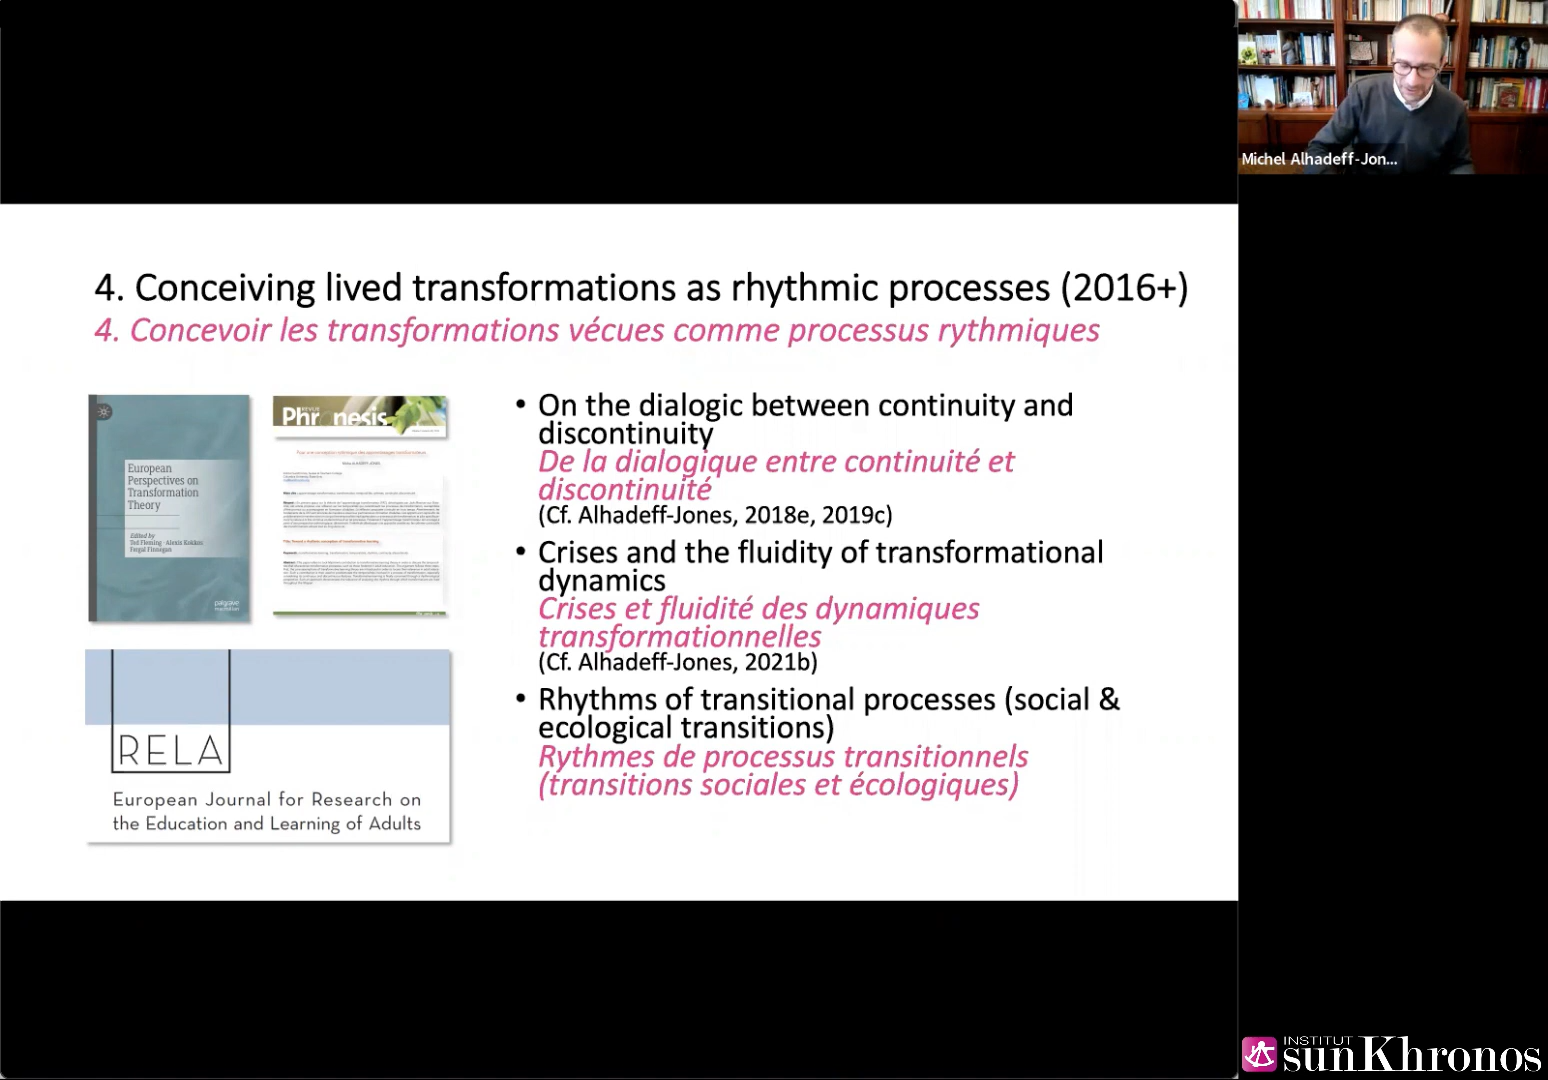 Michel Alhadeff-Jon...
4. Conceiving lived transformations as rhythmic processes (2016+)
4. Concevoir les transformations vécues comme processus rythmiques
European
Perspectives on
Transformation
Theory
Edited by
Ted Fleming · Alexis Kokkos
Fergal Finnegan
palgrave
macmillan
REVUE
Phronesis
RELA
European Journal for Research on
the Education and Learning of Adults
• On the dialogic between continuity and
discontinuity
De la dialogique entre continuité et
discontinuité
(Cf. Alhadeff-Jones, 2018e, 2019c)
• Crises and the fluidity of transformational
dynamics
Crises et fluidité des dynamiques
transformationnelles
(Cf. Alhadeff-Jones, 2021b)
• Rhythms of transitional processes (social &
ecological transitions)
Rythmes de processus transitionnels
(transitions sociales et écologiques)
INSTITUT
sunKhronos